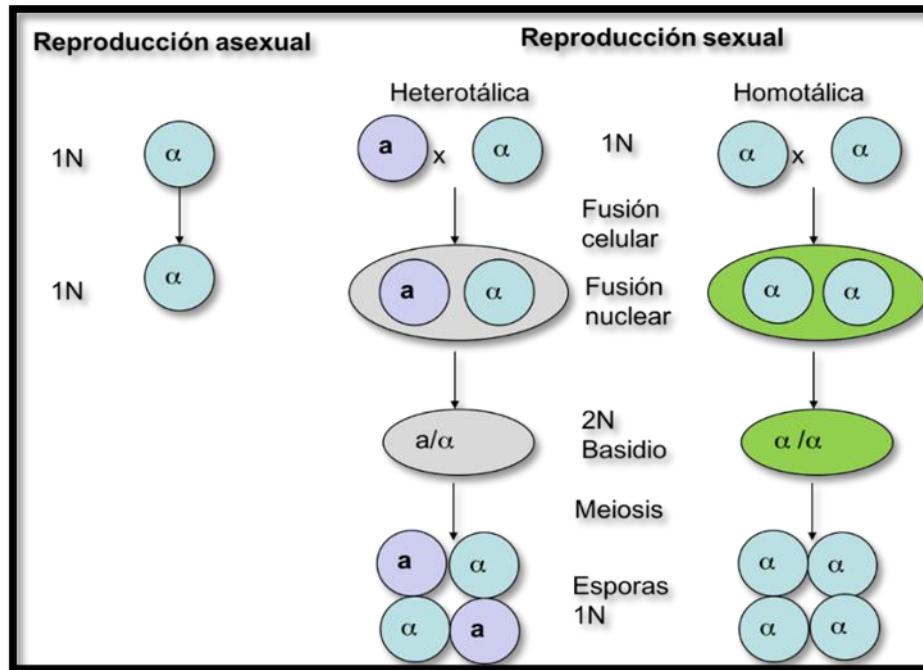 Reproducción asexual
1N
α
1N
α
Reproducción sexual
Heterotálica
a x α
1N
Homotálica
α x α
Fusión
celular
a α
Fusión
nuclear
α α
a/α
2N
Basidio
α /α
Meiosis
a α
α a
Esporas
1N
α α
α α